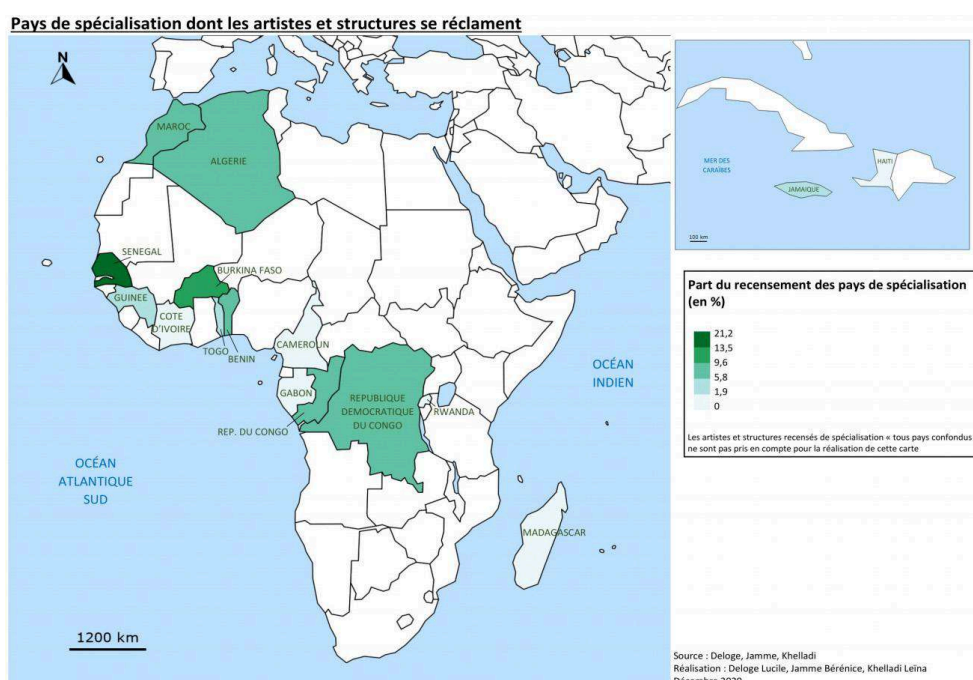 Pays de spécialisation dont les artistes et structures se réclament
N
MAROC
ALGERIE
SENEGAL
BURKINA FASO
GUINEE
COTE
D'IVOIRE
TOGO
BENIN
CAMEROUN
GABON
REP. DU CONGO
REPUBLIQUE
DEMOCRATIQUE
DU CONGO
RWANDA
MADAGASCAR
OCÉAN
ATLANTIQUE
SUD
OCÉAN
INDIEN
1200 km
MER DES
CARAÏBES
HAITI
JAMAIQUE
100 km
Part du recensement des pays de spécialisation
(en %)
21,2
13,5
9,6
5,8
1,9
0
Les artistes et structures recensés de spécialisation « tous pays confondus
ne sont pas pris en compte pour la réalisation de cette carte
Source : Deloge, Jamme, Khelladi
Réalisation : Deloge Lucile, Jamme Bérénice, Khelladi Leïna
Décembre 2020